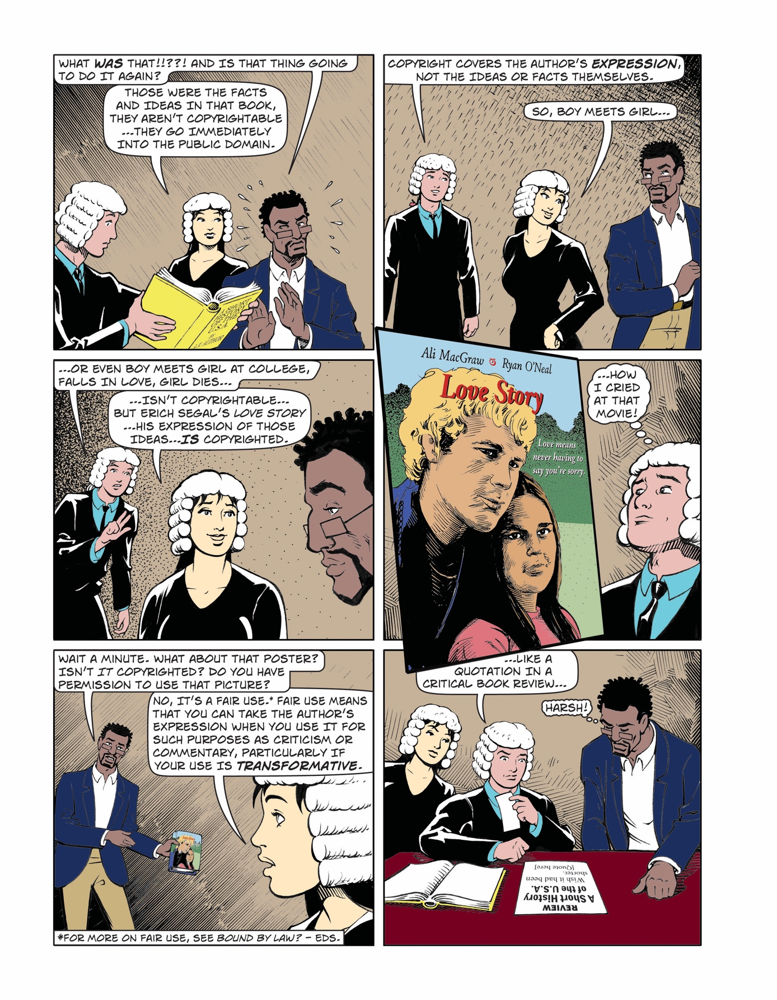 WHAT WAS THAT!!??! AND IS THAT THING GOING
TO DO IT AGAIN?
THOSE WERE THE FACTS
AND IDEAS IN THAT BOOK,
THEY AREN'T COPYRIGHTABLE
...THEY GO IMMEDIATELY
INTO THE PUBLIC DOMAIN.
A SHORT
HISTORY
OF THE
U.S.A.
BY
A.X. AUTHOR
COPYRIGHT COVERS THE AUTHOR'S EXPRESSION,
NOT THE IDEAS OR FACTS THEMSELVES.
SO, BOY MEETS GIRL...
...OR EVEN BOY MEETS GIRL AT COLLEGE,
FALLS IN LOVE, GIRL DIES...
...ISN'T COPYRIGHTABLE...
BUT ERICH SEGAL'S LOVE STORY
...HIS EXPRESSION OF THOSE
IDEAS...IS COPYRIGHTED.
Ali MacGraw Ryan O'Neal
Love Story
Love means
never having to
say you're sorry.
...HOW
I CRIED
AT THAT
MOVIE!
WAIT A MINUTE. WHAT ABOUT THAT POSTER?
ISN'T IT COPYRIGHTED? DO YOU HAVE
PERMISSION TO USE THAT PICTURE?
NO, IT'S A FAIR USE.* FAIR USE MEANS
THAT YOU CAN TAKE THE AUTHOR'S
EXPRESSION WHEN YOU USE IT FOR
SUCH PURPOSES AS CRITICISM OR
COMMENTARY, PARTICULARLY IF
YOUR USE IS TRANSFORMATIVE.
Love Story
*FOR MORE ON FAIR USE, SEE BOUND BY LAW? – EDS.
...LIKE A
QUOTATION IN A
CRITICAL BOOK REVIEW...
HARSH!
REVIEW
A Short History
of the U.S.A.
Wish it had been
shorter.
[Quote here]